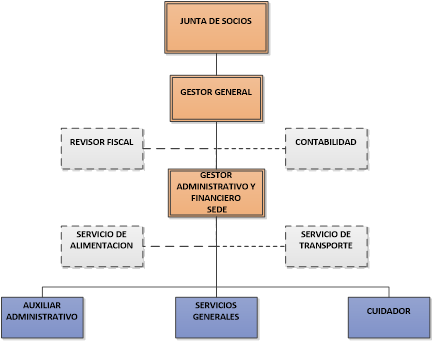 JUNTA DE SOCIOS
GESTOR GENERAL
REVISOR FISCAL
CONTABILIDAD
GESTOR
ADMINISTRATIVO Y
FINANCIERO
SEDE
SERVICIO DE
ALIMENTACION
SERVICIO DE
TRANSPORTE
AUXILIAR
ADMINISTRATIVO
SERVICIOS
GENERALES
CUIDADOR